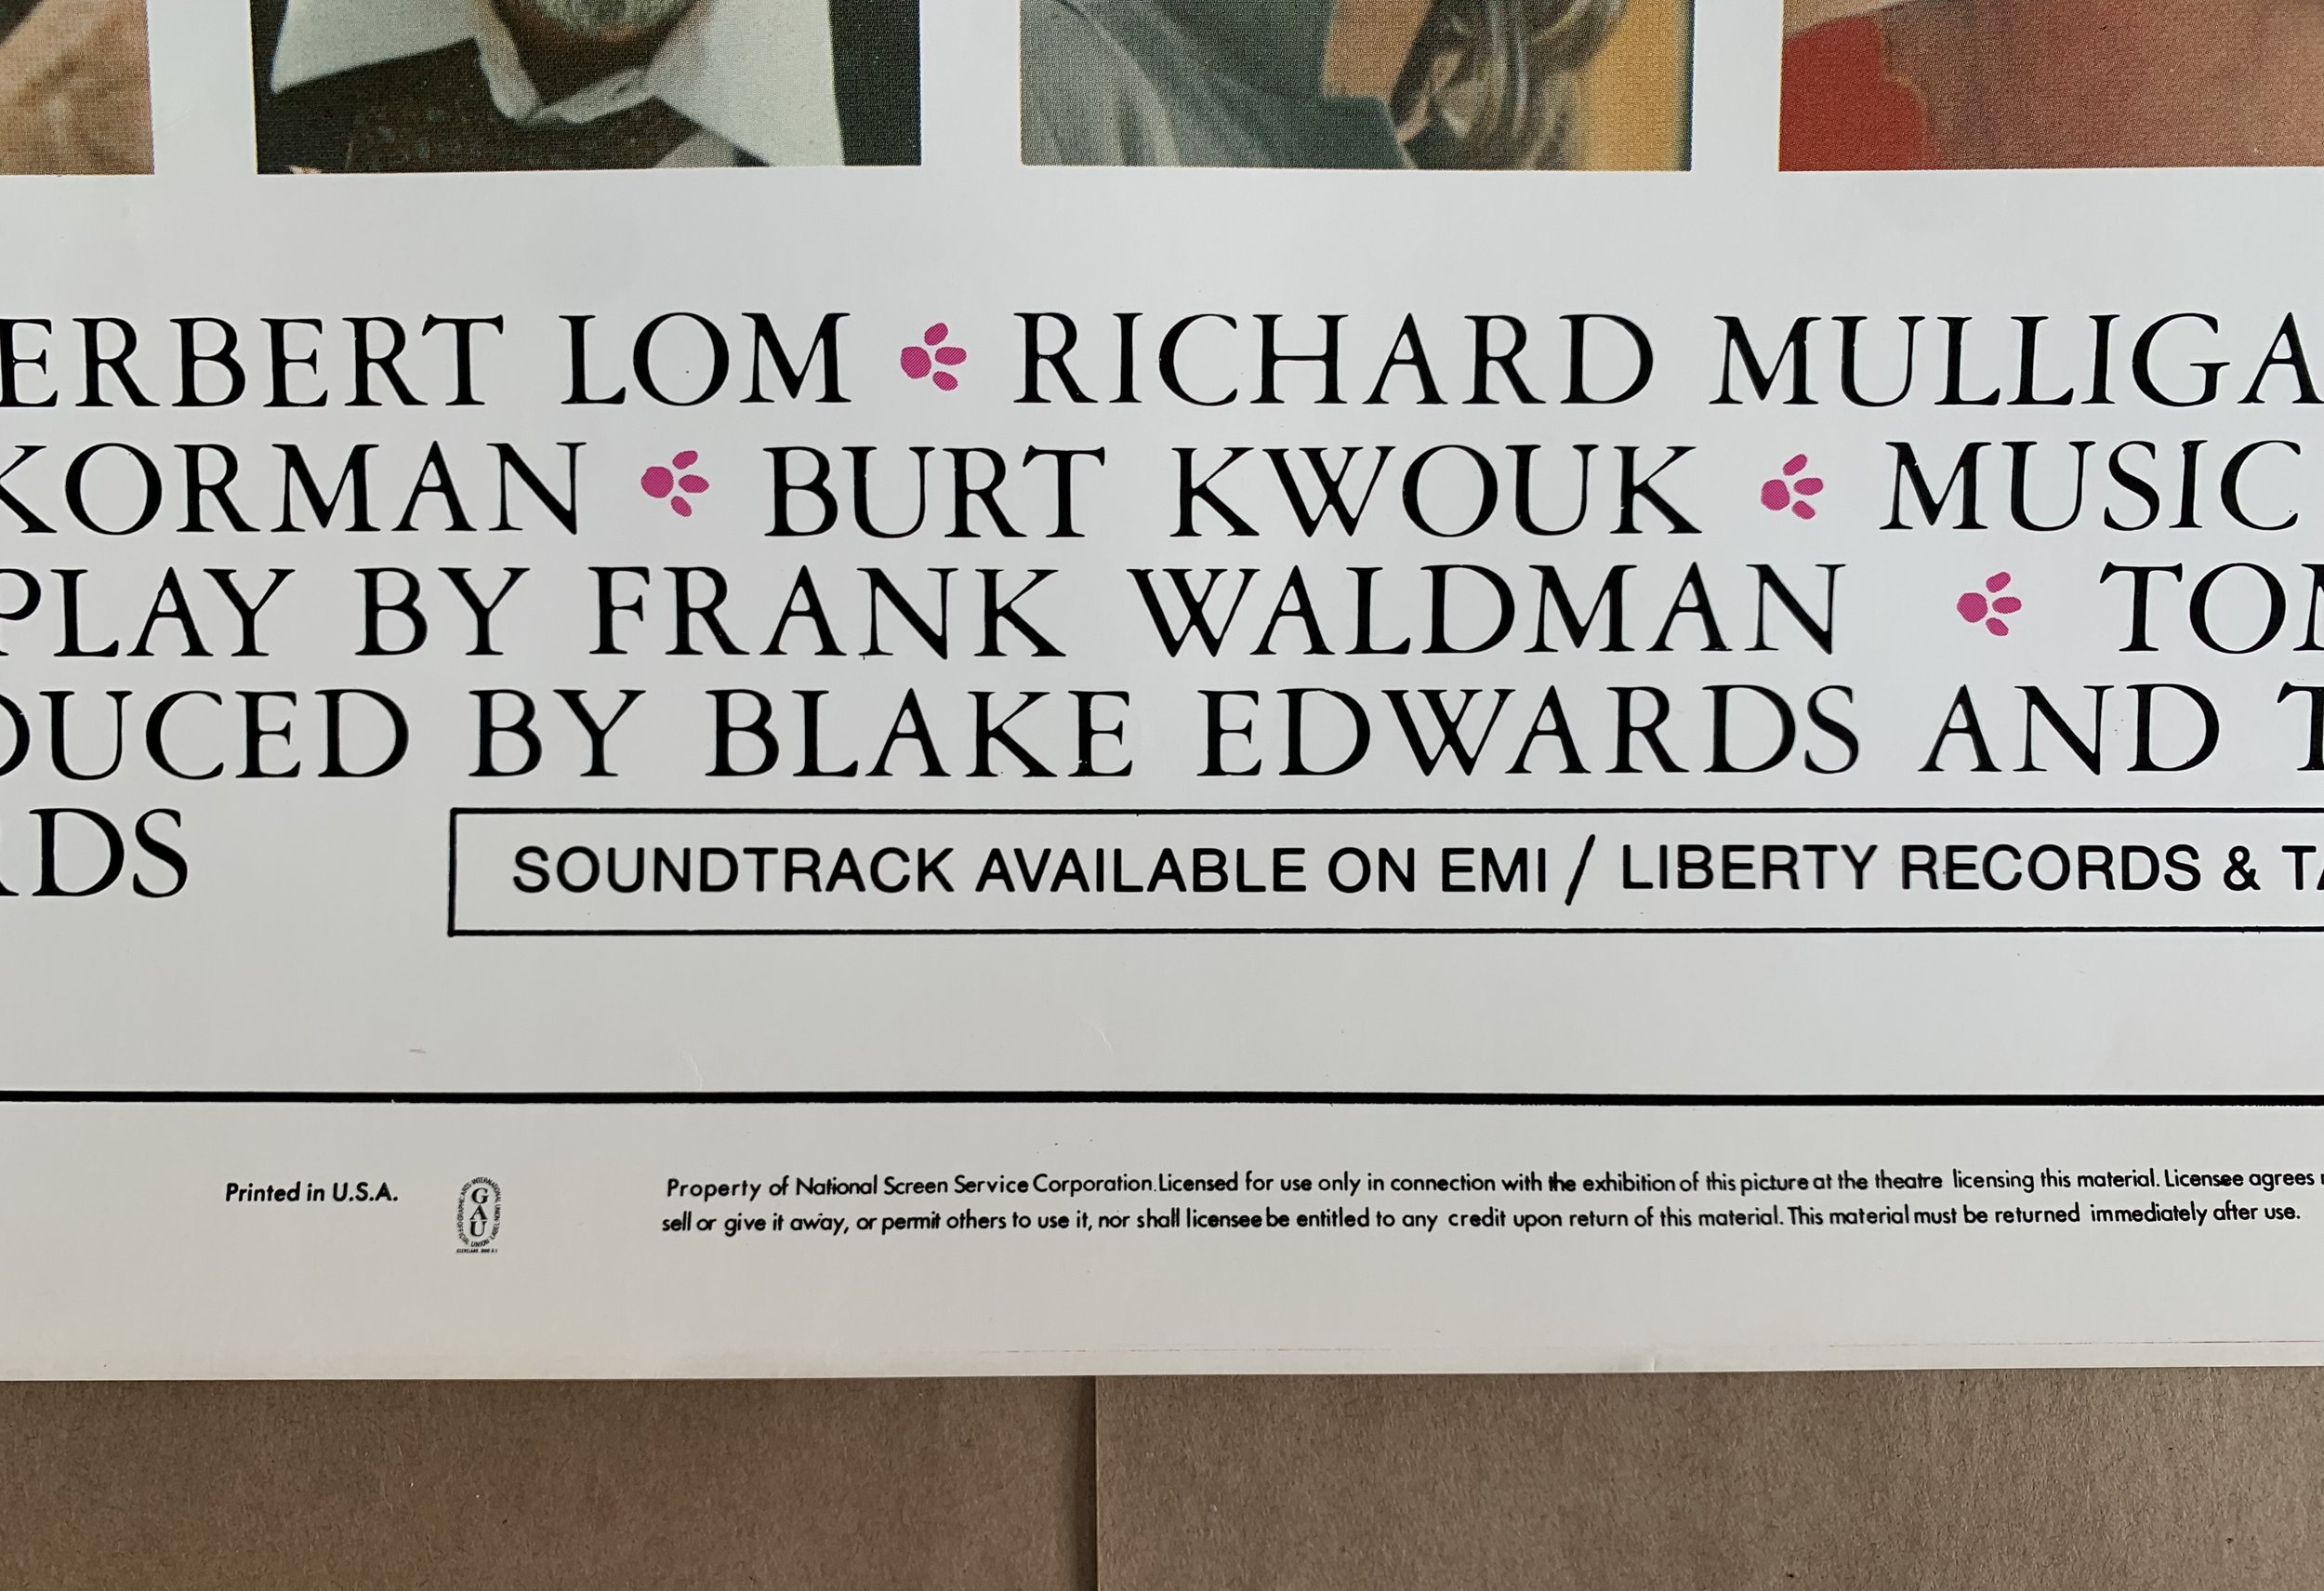 ERBERT LOM RICHARD MULLIGA
KORMAN BURT KWOUK MUSIC
PLAY BY FRANK WALDMAN TO
DUCED BY BLAKE EDWARDS AND T
RDS
SOUNDTRACK AVAILABLE ON EMI / LIBERTY RECORDS & TA
Printed in U.S.A.
GAU
Property of National Screen Service Corporation. Licensed for use only in connection with the exhibition of this picture at the theatre licensing this material. Licensee agrees
sell or give it away, or permit others to use it, nor shall licensee be entitled to any credit upon return of this material. This material must be returned immediately after use.